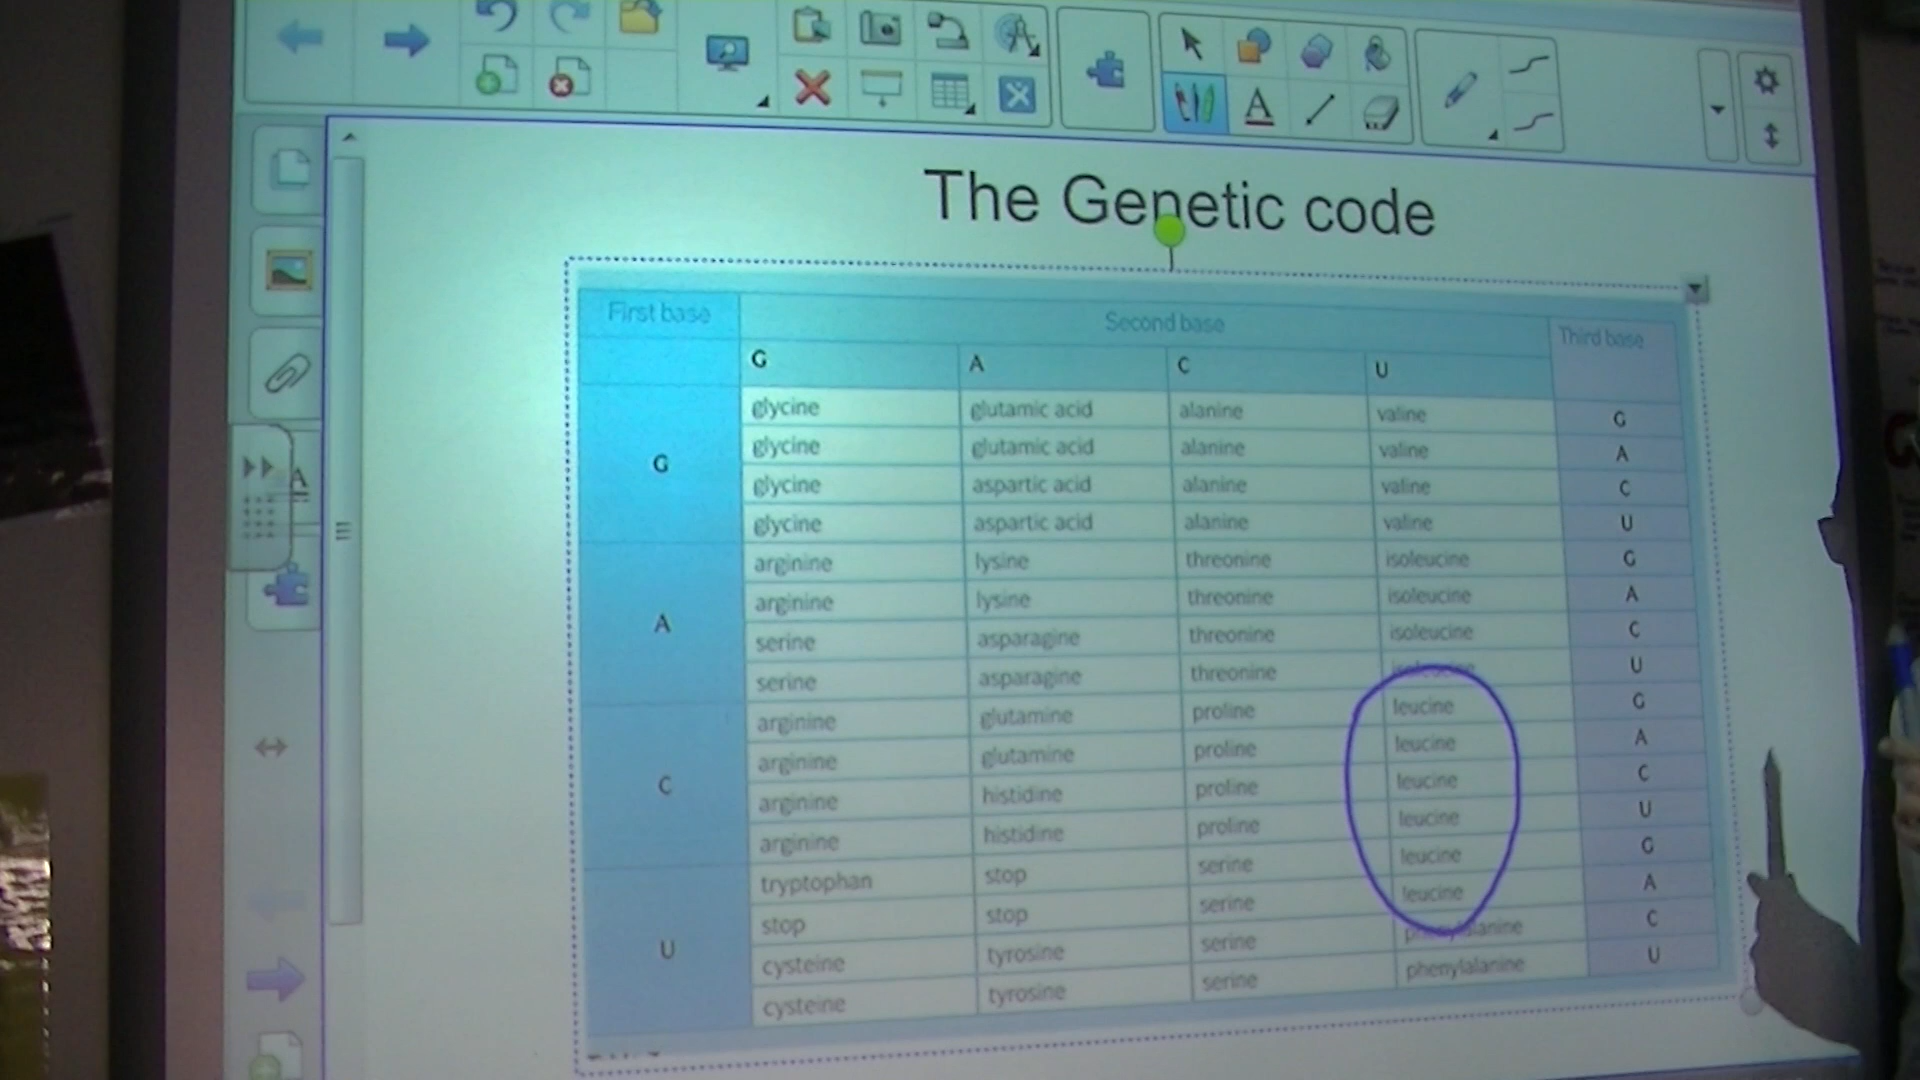 The Genetic code
First base Second base Third base
G A C U
glycine glutamic acid alanine valine G
glycine glutamic acid alanine valine A
G
glycine aspartic acid alanine valine C
glycine aspartic acid alanine valine U
arginine lysine threonine isoleucine G
arginine lysine threonine isoleucine A
A
serine asparagine threonine isoleucine C
serine asparagine threonine isoleucine U
arginine glutamine proline leucine G
arginine glutamine proline leucine A
C
arginine histidine proline leucine C
arginine histidine proline leucine U
tryptophan stop serine leucine G
stop stop serine leucine A
U
cysteine tyrosine serine phenylalanine C
cysteine tyrosine serine phenylalanine U